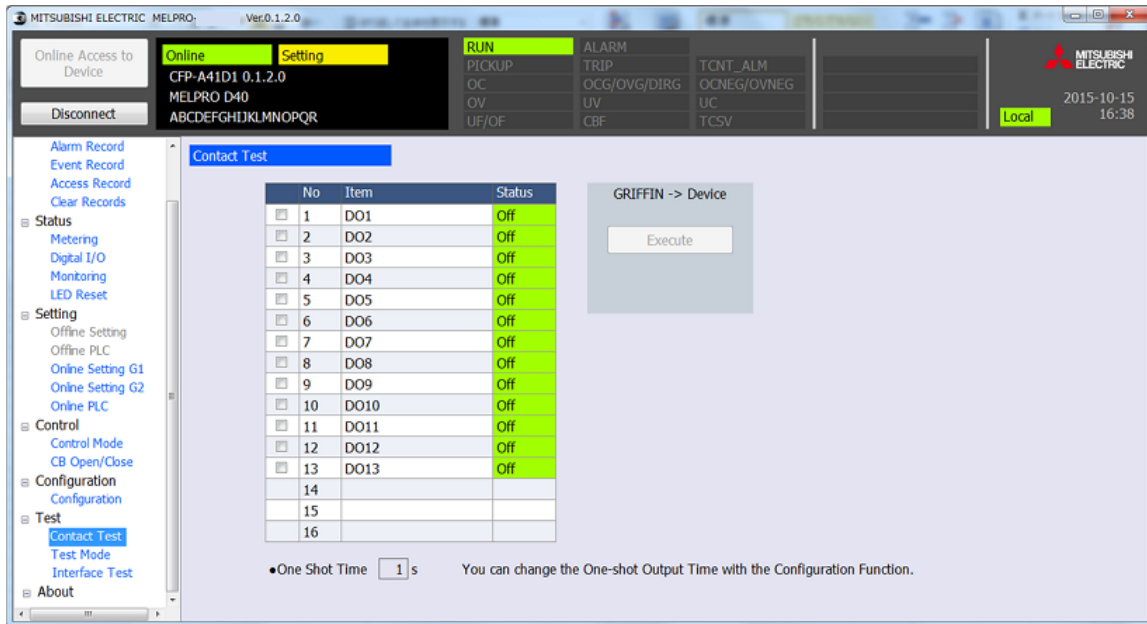 MITSUBISHI ELECTRIC MELPRO- Ver.0.1.2.0
Online Access to Device
Disconnect
Online Setting
CFP-A41D1 0.1.2.0
MELPRO D40
ABCDEFGHIJKLMNOPQR
RUN ALARM
PICKUP TRIP TCNT_ALM
OC OCG/OVG/DIRG OCNEG/OVNEG
OV UV UC
UF/OF CBF TCSV
MITSUBISHI ELECTRIC
2015-10-15
Local 16:38
Alarm Record
Event Record
Access Record
Clear Records
Status
Metering
Digital I/O
Monitoring
LED Reset
Setting
Offline Setting
Offline PLC
Online Setting G1
Online Setting G2
Online PLC
Control
Control Mode
CB Open/Close
Configuration
Configuration
Test
Contact Test
Test Mode
Interface Test
About
Contact Test
No Item Status
1 DO1 Off
2 DO2 Off
3 DO3 Off
4 DO4 Off
5 DO5 Off
6 DO6 Off
7 DO7 Off
8 DO8 Off
9 DO9 Off
10 DO10 Off
11 DO11 Off
12 DO12 Off
13 DO13 Off
14
15
16
GRIFFIN -> Device
Execute
●One Shot Time 1 s You can change the One-shot Output Time with the Configuration Function.